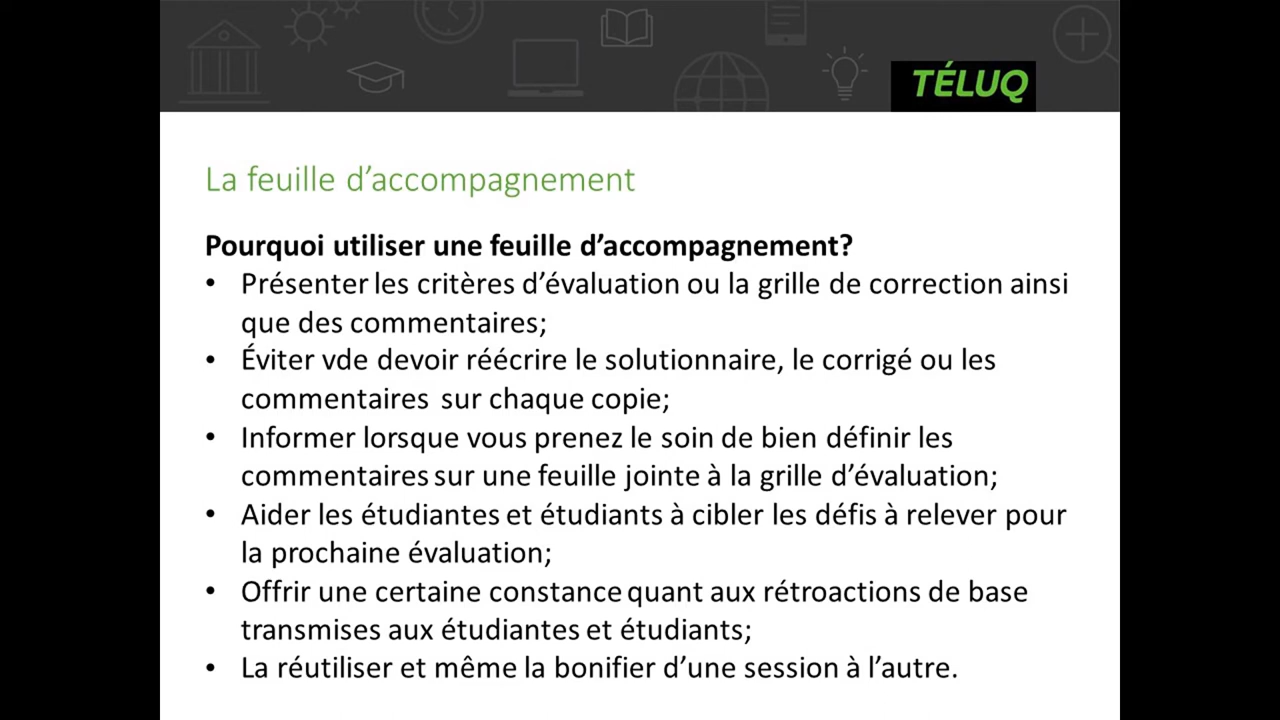 TÉLUQ
La feuille d’accompagnement
Pourquoi utiliser une feuille d’accompagnement?
• Présenter les critères d’évaluation ou la grille de correction ainsi
que des commentaires;
• Éviter vde devoir réécrire le solutionnaire, le corrigé ou les
commentaires sur chaque copie;
• Informer lorsque vous prenez le soin de bien définir les
commentaires sur une feuille jointe à la grille d’évaluation;
• Aider les étudiantes et étudiants à cibler les défis à relever pour
la prochaine évaluation;
• Offrir une certaine constance quant aux rétroactions de base
transmises aux étudiantes et étudiants;
• La réutiliser et même la bonifier d’une session à l’autre.